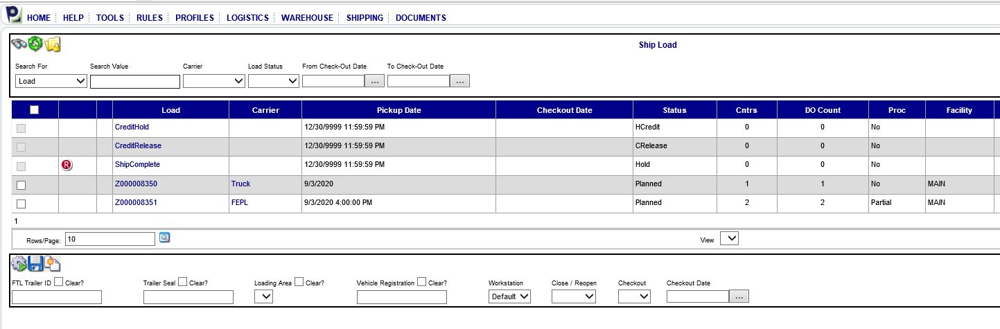 HOME HELP TOOLS RULES PROFILES LOGISTICS WAREHOUSE SHIPPING DOCUMENTS
Ship Load
Search For Search Value Carrier Load Status From Check-Out Date To Check-Out Date
Load ... ...
Load Carrier Pickup Date Checkout Date Status Cntrs DO Count Proc Facility
CreditHold 12/30/9999 11:59:59 PM HCredit 0 0 No
CreditRelease 12/30/9999 11:59:59 PM CRelease 0 0 No
R ShipComplete 12/30/9999 11:59:59 PM Hold 0 0 No
Z000008350 Truck 9/3/2020 Planned 1 1 No MAIN
Z000008351 FEPL 9/3/2020 4:00:00 PM Planned 2 2 Partial MAIN
1
Rows/Page: 10 View
FTL Trailer ID Clear? Trailer Seal Clear? Loading Area Clear? Vehicle Registration Clear? Workstation Close / Reopen Checkout Checkout Date
Default ...